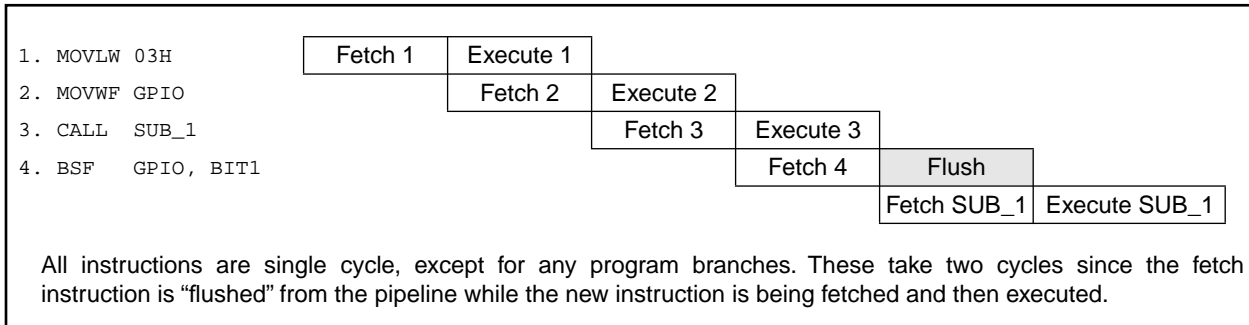 1. MOVLW 03H Fetch 1 Execute 1
2. MOVWF GPIO Fetch 2 Execute 2
3. CALL SUB_1 Fetch 3 Execute 3
4. BSF GPIO, BIT1 Fetch 4 Flush
Fetch SUB_1 Execute SUB_1
All instructions are single cycle, except for any program branches. These take two cycles since the fetch
instruction is “flushed” from the pipeline while the new instruction is being fetched and then executed.